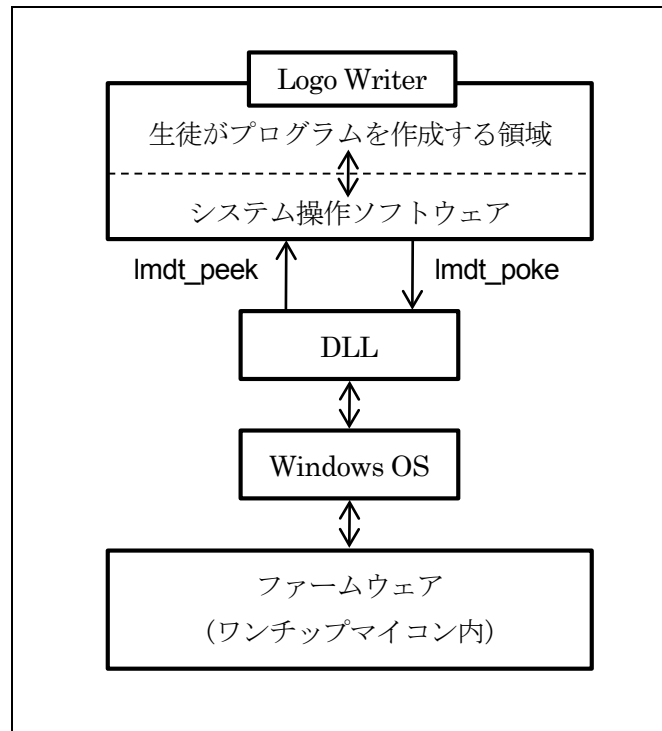 Logo Writer
生徒がプログラムを作成する領域
システム操作ソフトウェア
lmdt_peek
lmdt_poke
DLL
Windows OS
ファームウェア
(ワンチップマイコン内)